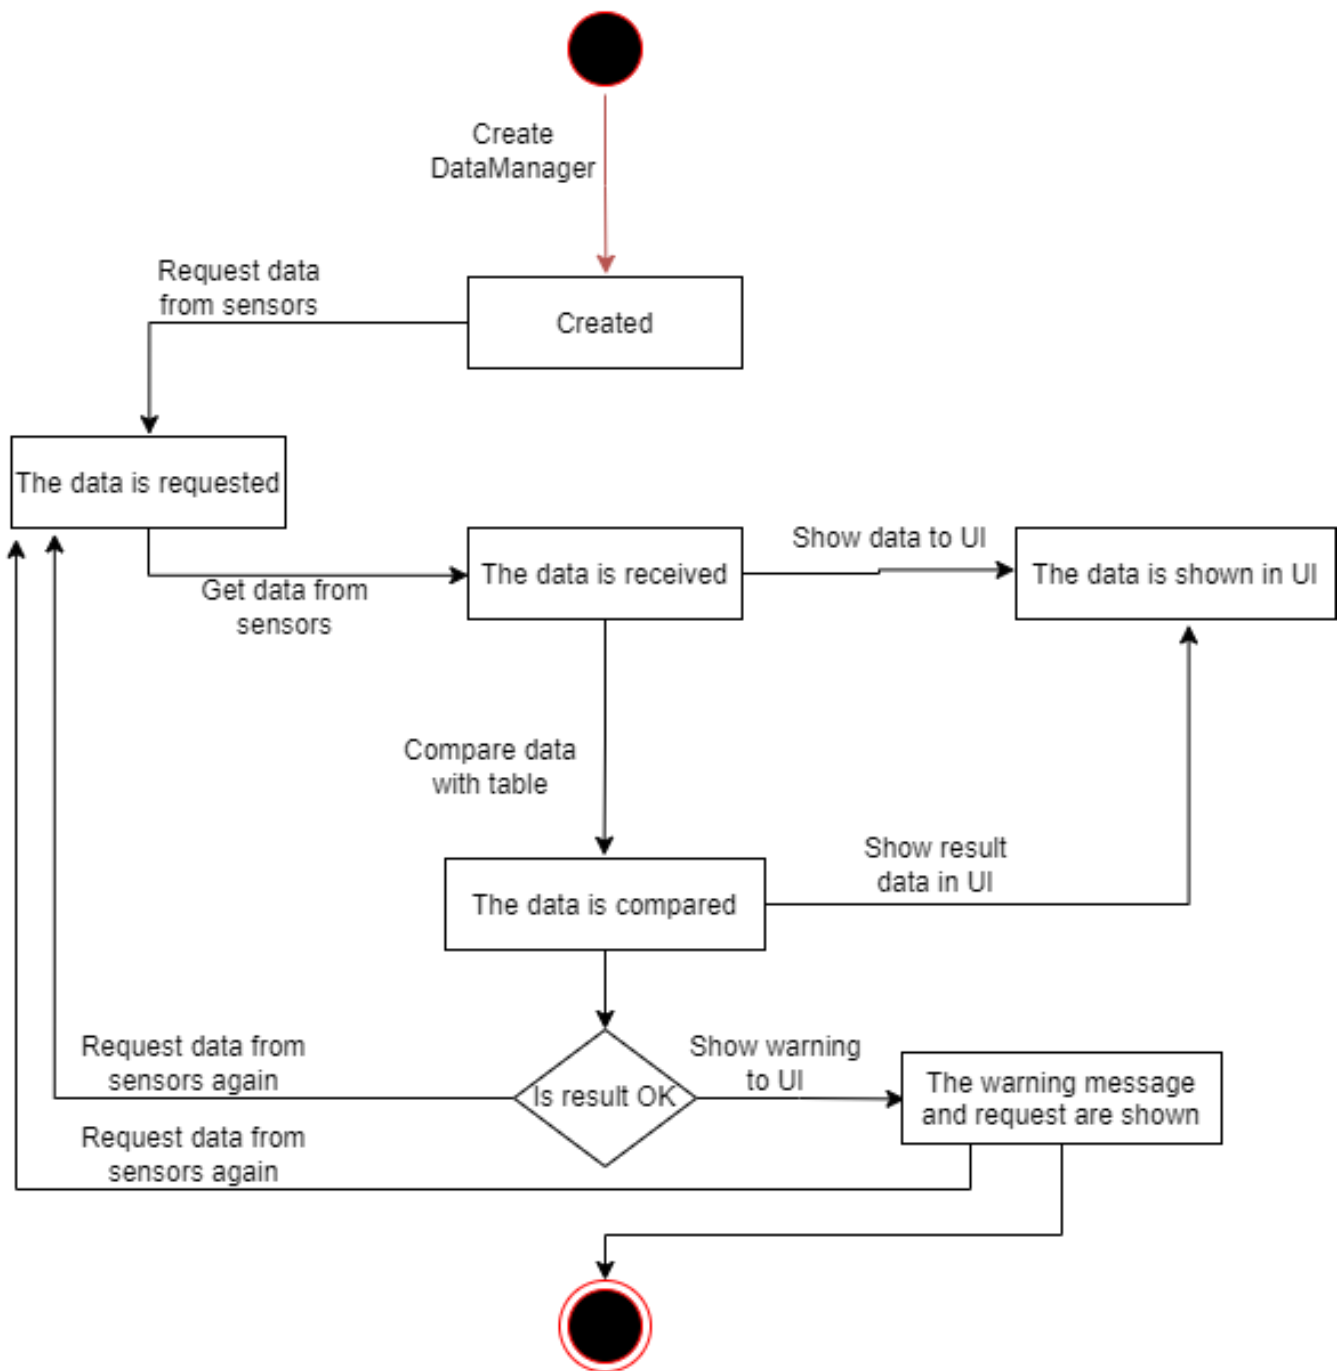 Create
DataManager
Request data
from sensors
Created
The data is requested
Show data to UI
The data is received
The data is shown in UI
Get data from
sensors
Compare data
with table
Show result
data in UI
The data is compared
Request data from
sensors again
Is result OK
Show warning
to UI
The warning message
and request are shown
Request data from
sensors again